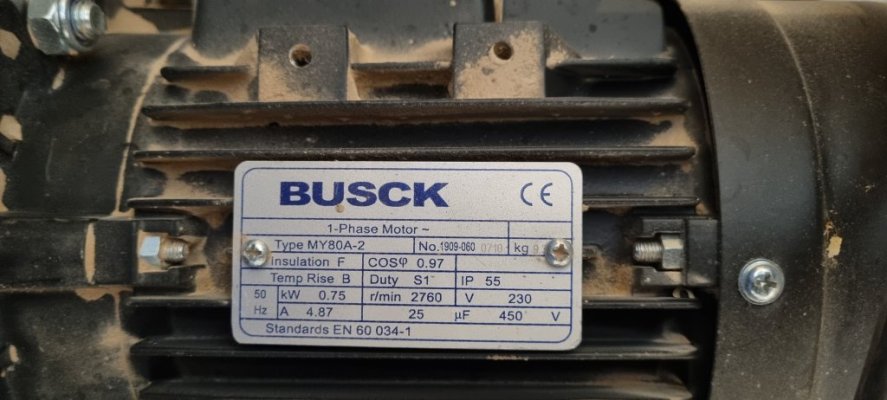 BUSCK CE
1-Phase Motor ~
Type MY80A-2 No.1909-060 0710 kg
Insulation F COSφ 0.97
Temp Rise B Duty S1 IP 55
50 kW 0.75 r/min 2760 V 230
Hz A 4.87 25 μF 450 V
Standards EN 60 034-1